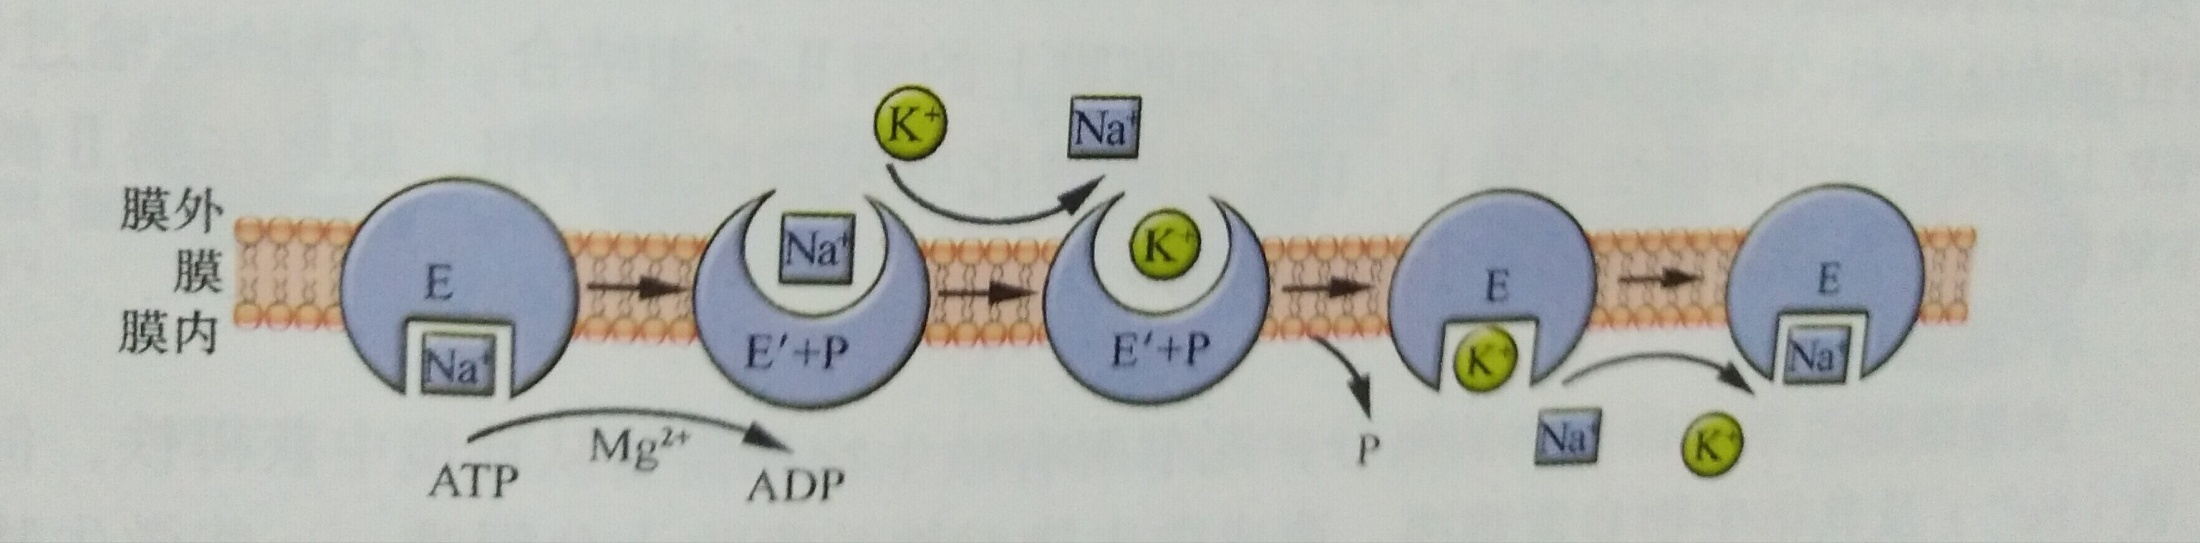 K⁺ Na⁺
膜外
膜
膜内
E Na⁺
Na⁺ E′+P
K⁺ E′+P
E K⁺
E Na⁺
Mg²⁺
ATP ADP
P
Na⁺ K⁺